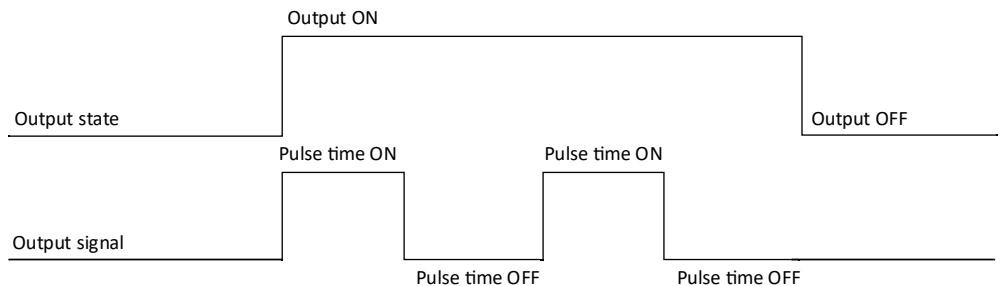 Output ON
Output state
Output OFF
Pulse time ON
Pulse time ON
Output signal
Pulse time OFF
Pulse time OFF